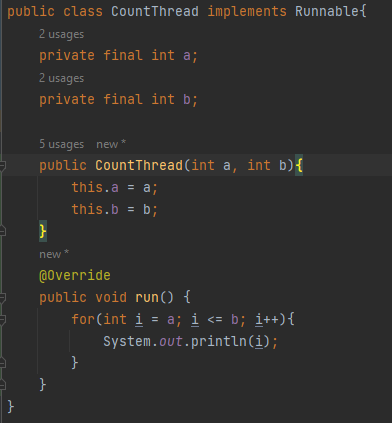 public class CountThread implements Runnable{
2 usages
private final int a;
2 usages
private final int b;
5 usages new *
public CountThread(int a, int b){
this.a = a;
this.b = b;
}
new *
@Override
public void run() {
for(int i = a; i <= b; i++){
System.out.println(i);
}
}
}